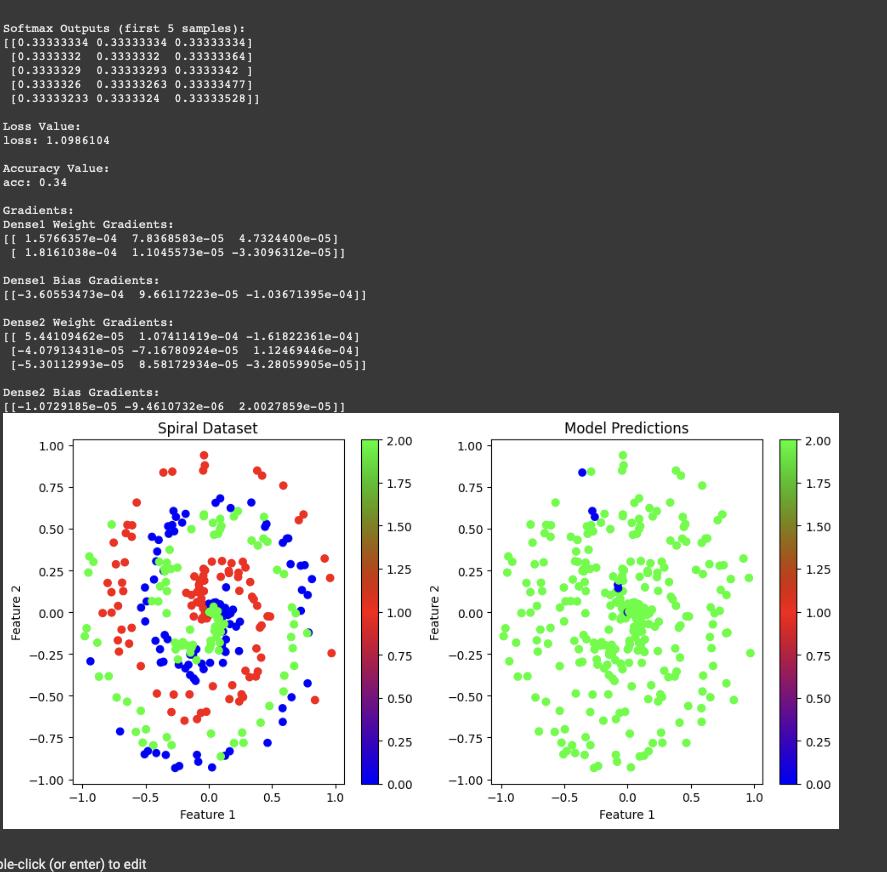 Softmax Outputs (first 5 samples):
[[0.33333334 0.33333334 0.33333334]
[0.3333332 0.3333332 0.33333364]
[0.3333329 0.33333293 0.3333342 ]
[0.3333326 0.33333263 0.33333477]
[0.33333233 0.3333324 0.33333528]]
Loss Value:
loss: 1.0986104
Accuracy Value:
acc: 0.34
Gradients:
Dense1 Weight Gradients:
[[ 1.5766357e-04 7.8368583e-05 4.7324400e-05]
[ 1.8161038e-04 1.1045573e-05 -3.3096312e-05]]
Dense1 Bias Gradients:
[[-3.60553473e-04 9.66117223e-05 -1.03671395e-04]]
Dense2 Weight Gradients:
[[ 5.44109462e-05 1.07411419e-04 -1.61822361e-04]
[-4.07913431e-05 -7.16780924e-05 1.12469446e-04]
[-5.30112993e-05 8.58172934e-05 -3.28059905e-05]]
Dense2 Bias Gradients:
[[-1.0729185e-05 -9.4610732e-06 2.0027859e-05]]
Spiral Dataset
1.00
0.75
0.50
0.25
0.00
−0.25
−0.50
−0.75
−1.00
Feature 2
−1.0 −0.5 0.0 0.5 1.0
Feature 1
2.00
1.75
1.50
1.25
1.00
0.75
0.50
0.25
0.00
Model Predictions
1.00
0.75
0.50
0.25
0.00
−0.25
−0.50
−0.75
−1.00
Feature 2
−1.0 −0.5 0.0 0.5 1.0
Feature 1
2.00
1.75
1.50
1.25
1.00
0.75
0.50
0.25
0.00
ble-click (or enter) to edit